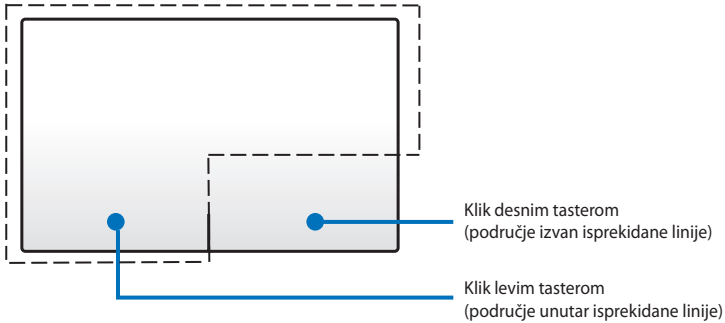 Klik desnim tasterom
(područje izvan isprekidane linije)
Klik levim tasterom
(područje unutar isprekidane linije)